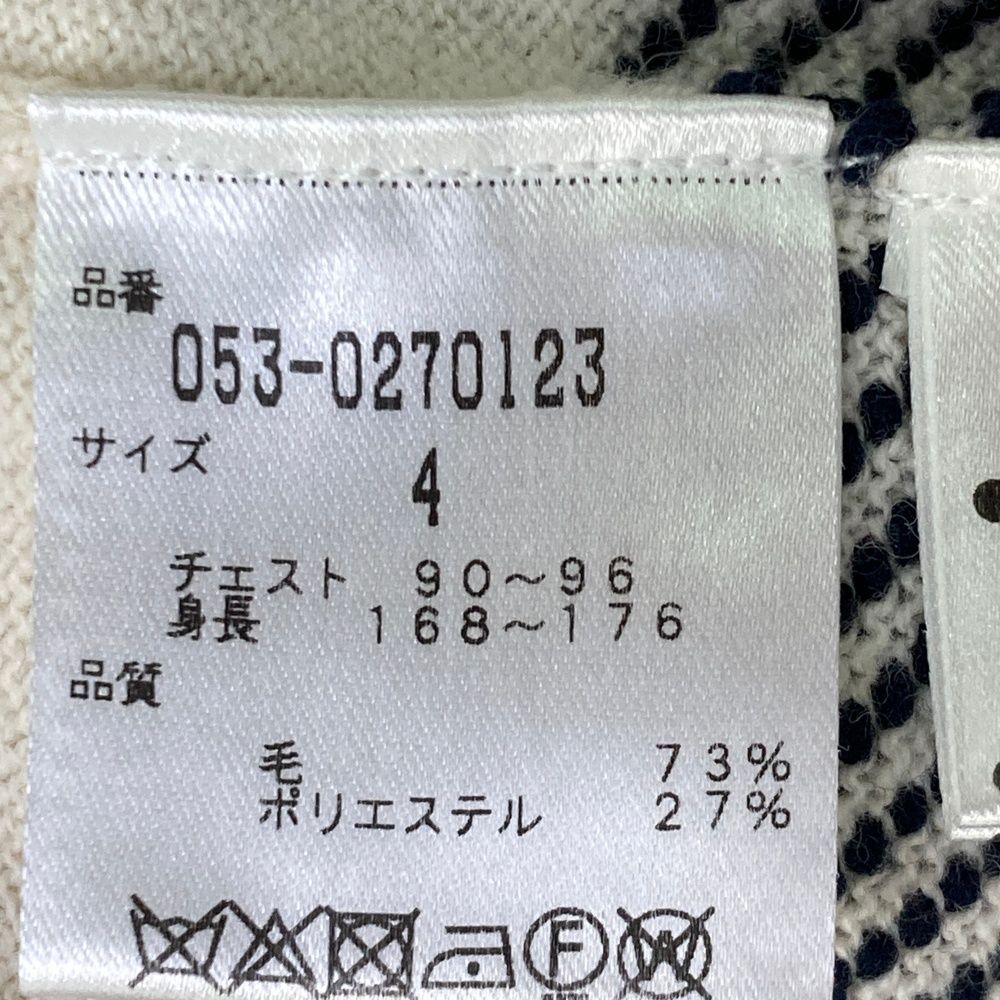 品番
053-0270123
サイズ
4
チェスト 90～96
身長 168～176
品質
毛 73%
ポリエステル 27%
F
W